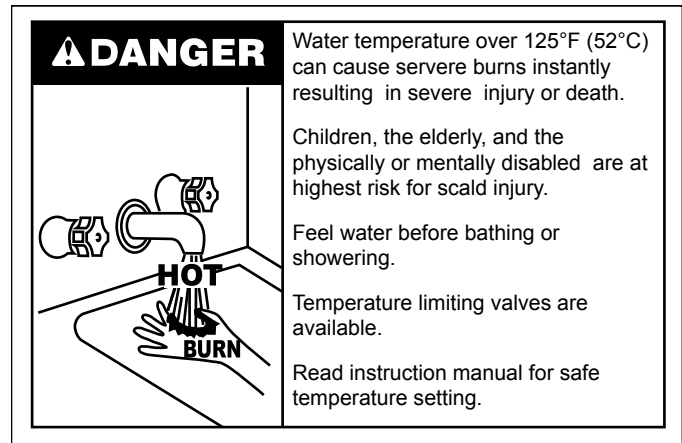 DANGER
Water temperature over 125°F (52°C)
can cause servere burns instantly
resulting in severe injury or death.
Children, the elderly, and the
physically or mentally disabled are at
highest risk for scald injury.
Feel water before bathing or
showering.
Temperature limiting valves are
available.
Read instruction manual for safe
temperature setting.
HOT
BURN